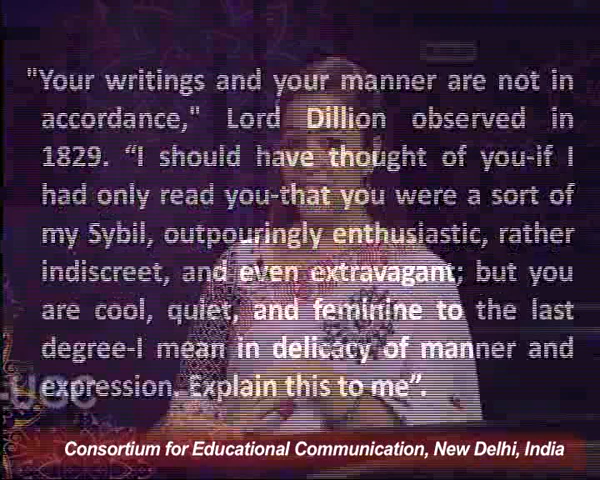 "Your writings and your manner are not in
accordance," Lord Dillion observed in
1829. “I should have thought of you-if I
had only read you-that you were a sort of
my Sybil, outpouringly enthusiastic, rather
indiscreet, and even extravagant; but you
are cool, quiet, and feminine to the last
degree-I mean in delicacy of manner and
expression. Explain this to me”.
Consortium for Educational Communication, New Delhi, India